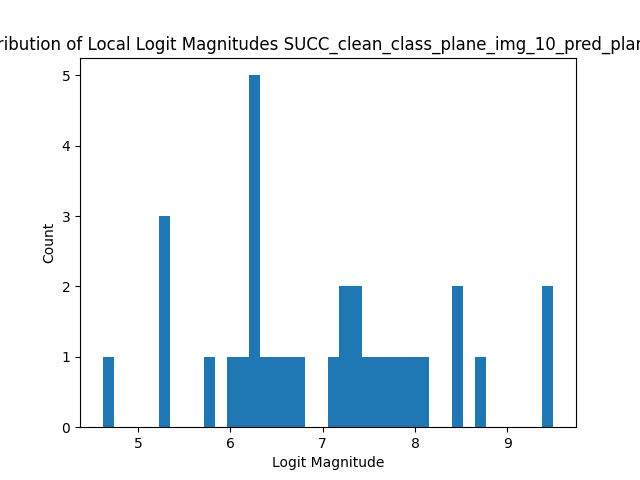 ribution of Local Logit Magnitudes SUCC_clean_class_plane_img_10_pred_plan
5
4
3
2
1
0
Count
5 6 7 8 9
Logit Magnitude